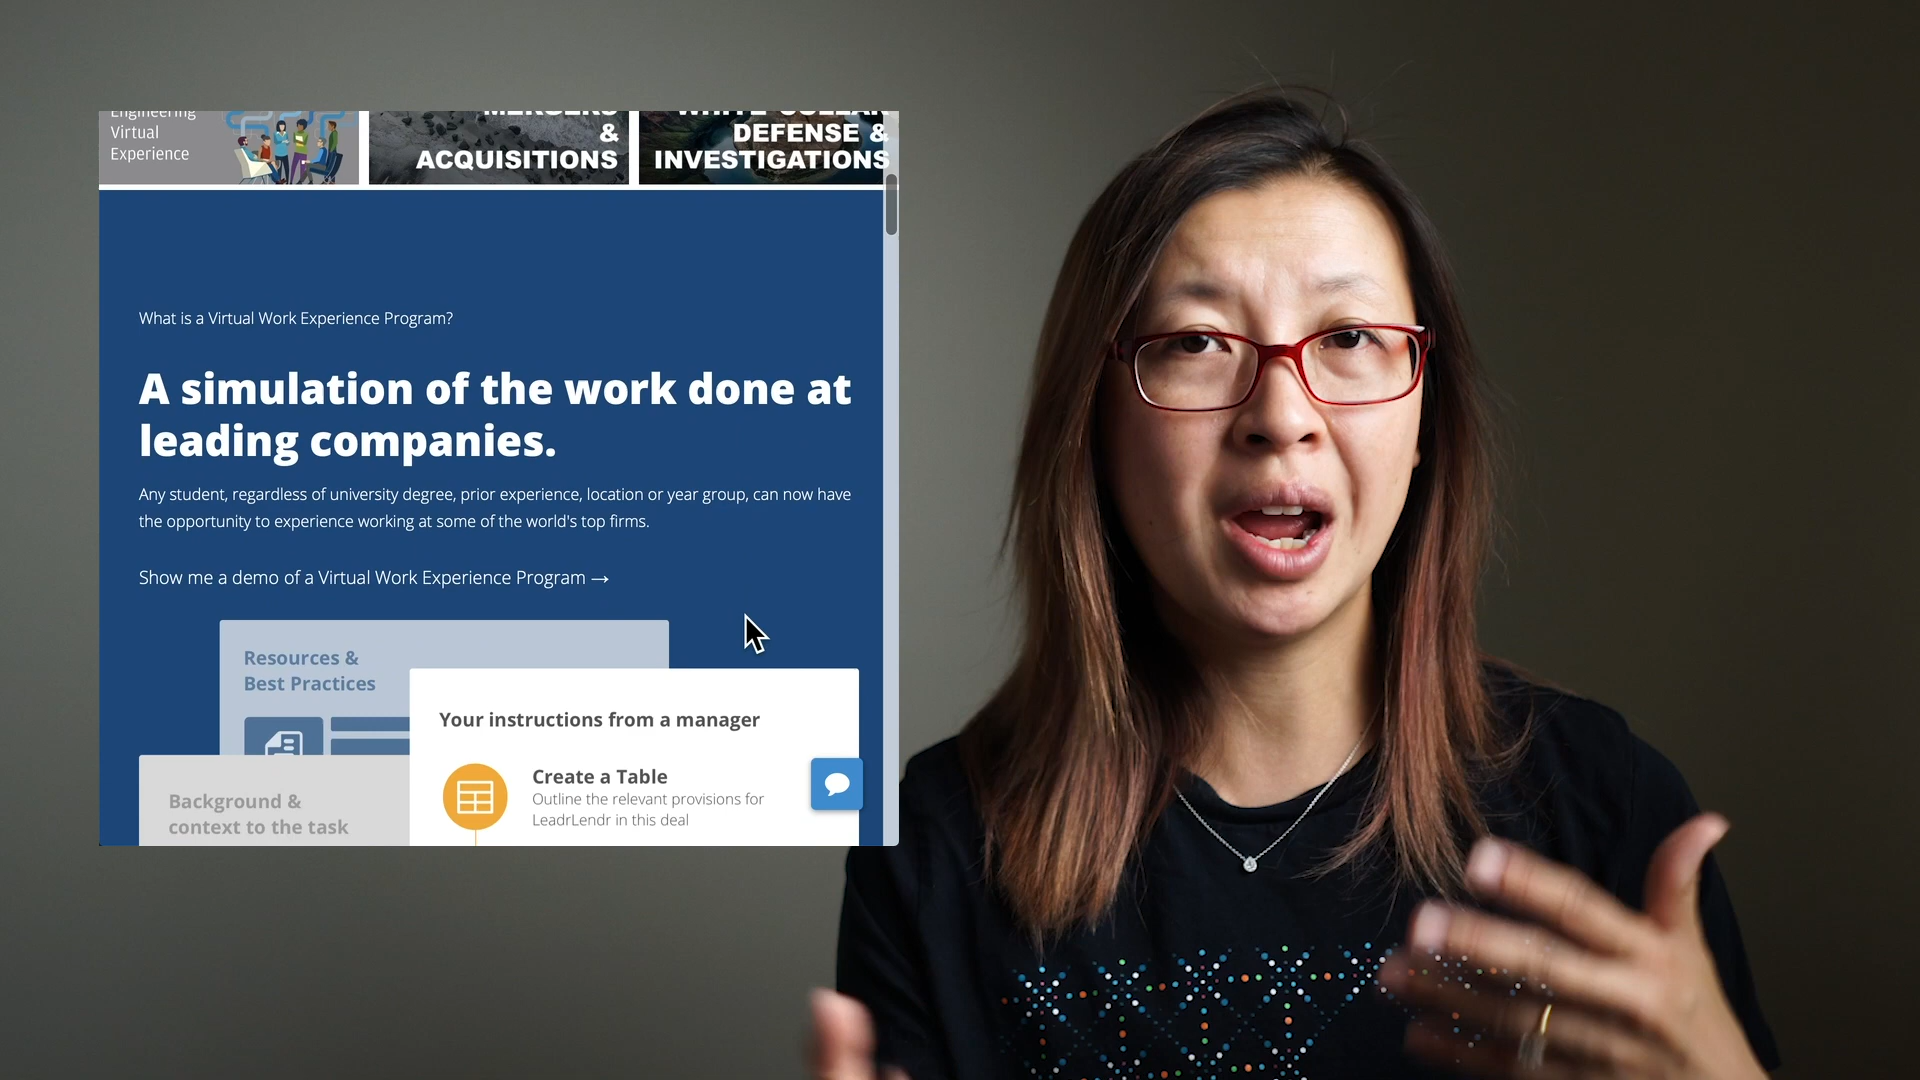 Engineering
Virtual
Experience
MERGERS
&
ACQUISITIONS
WHITE COLLAR
DEFENSE &
INVESTIGATIONS
What is a Virtual Work Experience Program?
A simulation of the work done at
leading companies.
Any student, regardless of university degree, prior experience, location or year group, can now have
the opportunity to experience working at some of the world's top firms.
Show me a demo of a Virtual Work Experience Program →
Resources &
Best Practices
Your instructions from a manager
Create a Table
Outline the relevant provisions for
LeadrLendr in this deal
Background &
context to the task